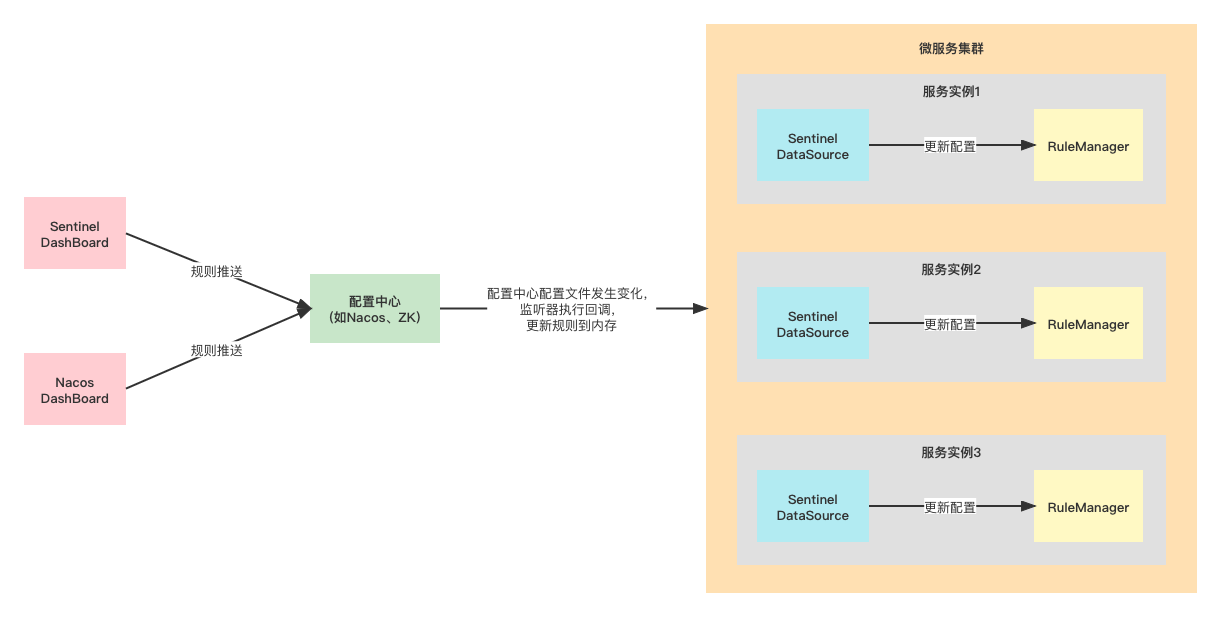 Sentinel
DashBoard
规则推送
Nacos
DashBoard
规则推送
配置中心
(如Nacos、ZK)
配置中心配置文件发生变化,
监听器执行回调,
更新规则到内存
微服务集群
服务实例1
Sentinel
DataSource
更新配置
RuleManager
服务实例2
Sentinel
DataSource
更新配置
RuleManager
服务实例3
Sentinel
DataSource
更新配置
RuleManager